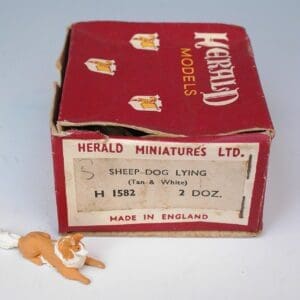 HERALD
MODELS
HERALD MINIATURES LTD.
5
SHEEP DOG LYING
(Tan & White)
H 1582 2 DOZ.
MADE IN ENGLAND